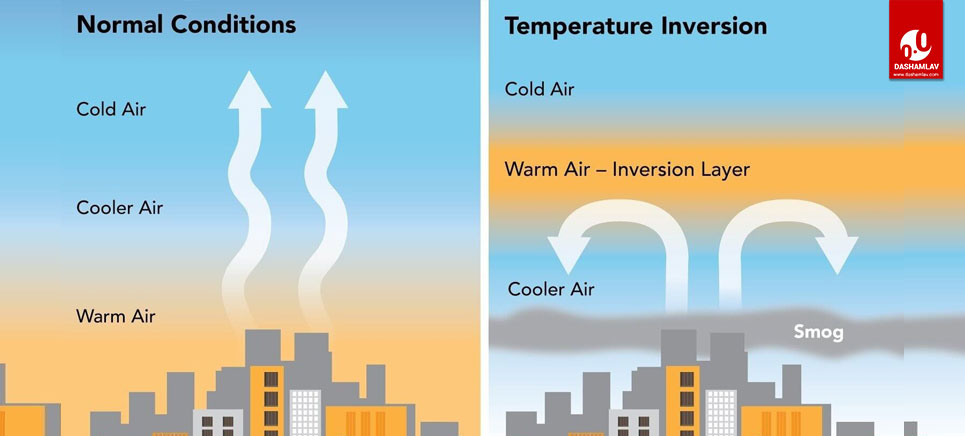 Normal Conditions
Cold Air
Cooler Air
Warm Air
Temperature Inversion
Cold Air
Warm Air – Inversion Layer
Cooler Air
Smog
DASHAMLAV
www.dashamlav.com